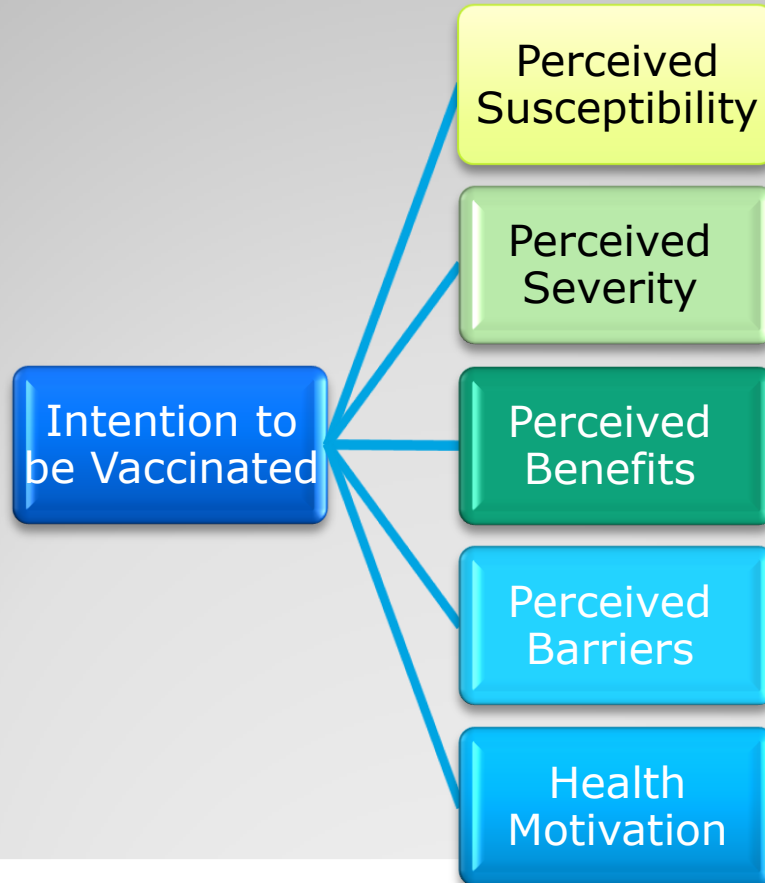 Perceived
Susceptibility
Perceived
Severity
Intention to
be Vaccinated
Perceived
Benefits
Perceived
Barriers
Health
Motivation